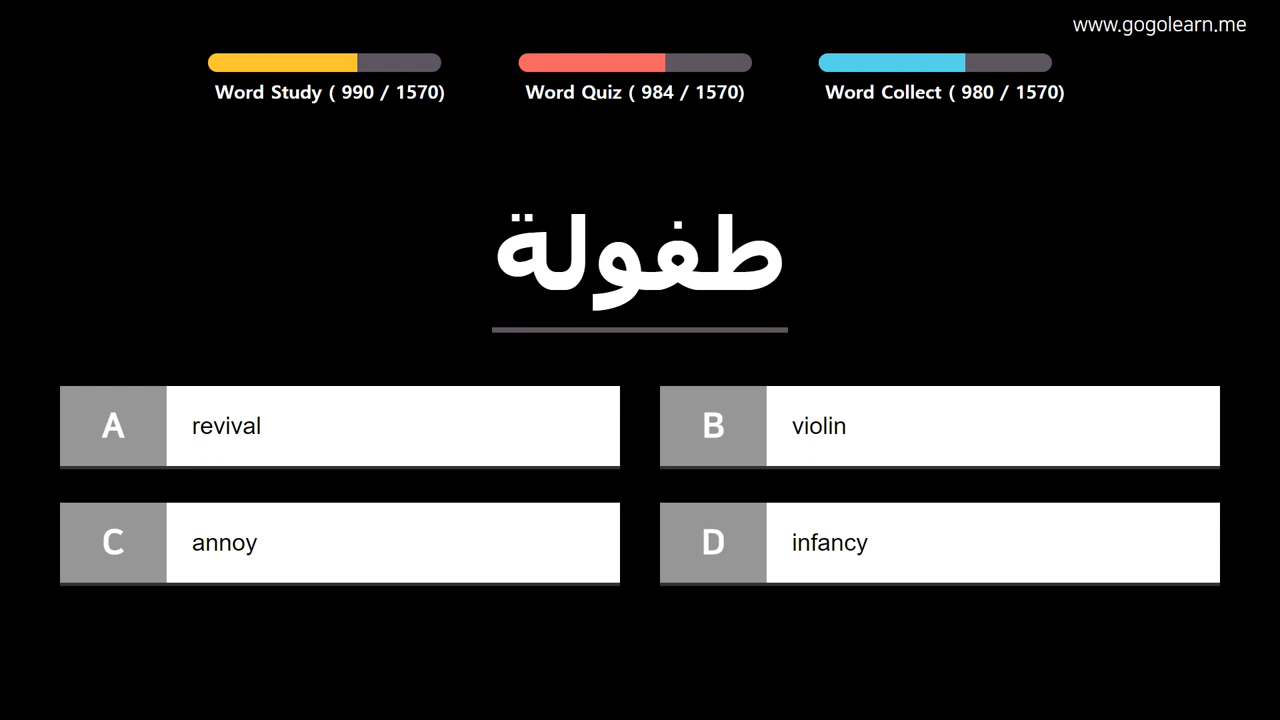 www.gogolearn.me
Word Study ( 990 / 1570)
Word Quiz ( 984 / 1570)
Word Collect ( 980 / 1570)
طفولة
A revival
B violin
C annoy
D infancy